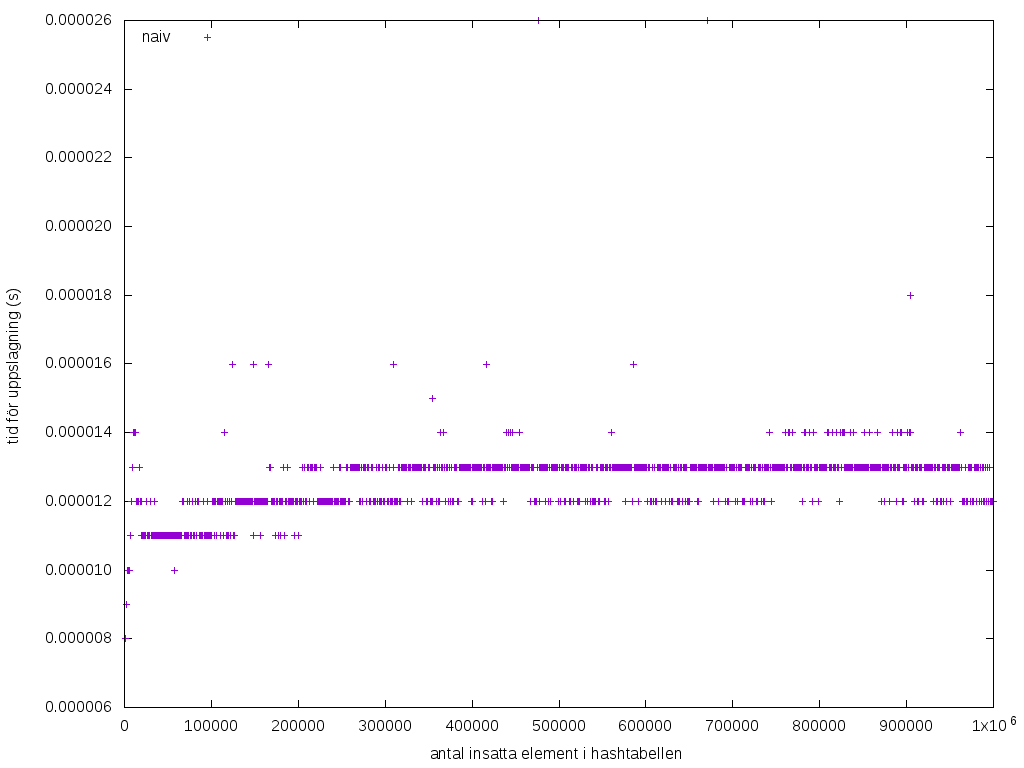 0.000026
naiv
0.000024
0.000022
0.000020
0.000018
0.000016
0.000014
0.000012
0.000010
0.000008
0.000006
tid för uppslagning (s)
0 100000 200000 300000 400000 500000 600000 700000 800000 900000 1x10 6
antal insatta element i hashtabellen